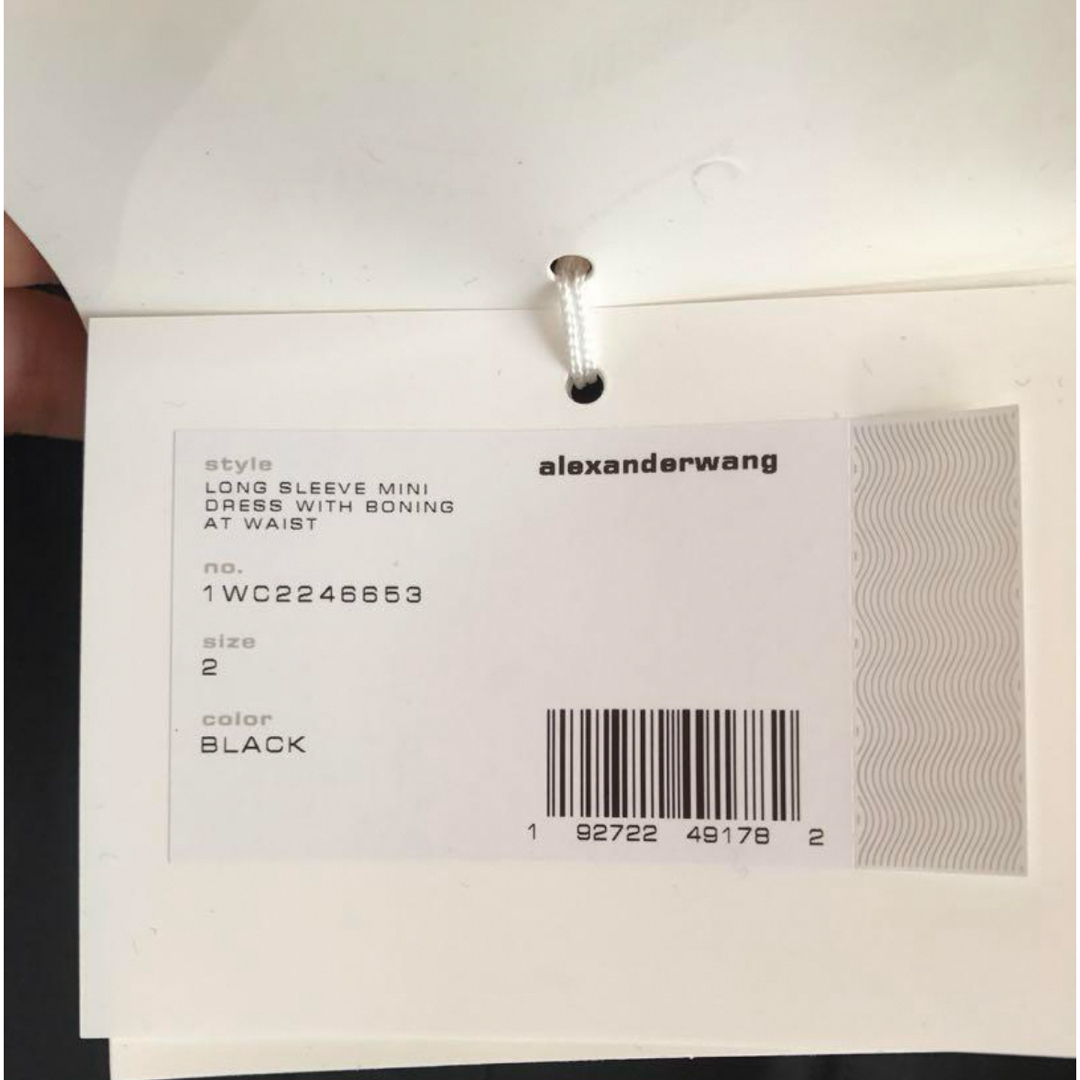 style
LONG SLEEVE MINI
DRESS WITH BONING
AT WAIST
alexanderwang
no.
1WC2246653
size
2
color
BLACK
1 92722 49178 2